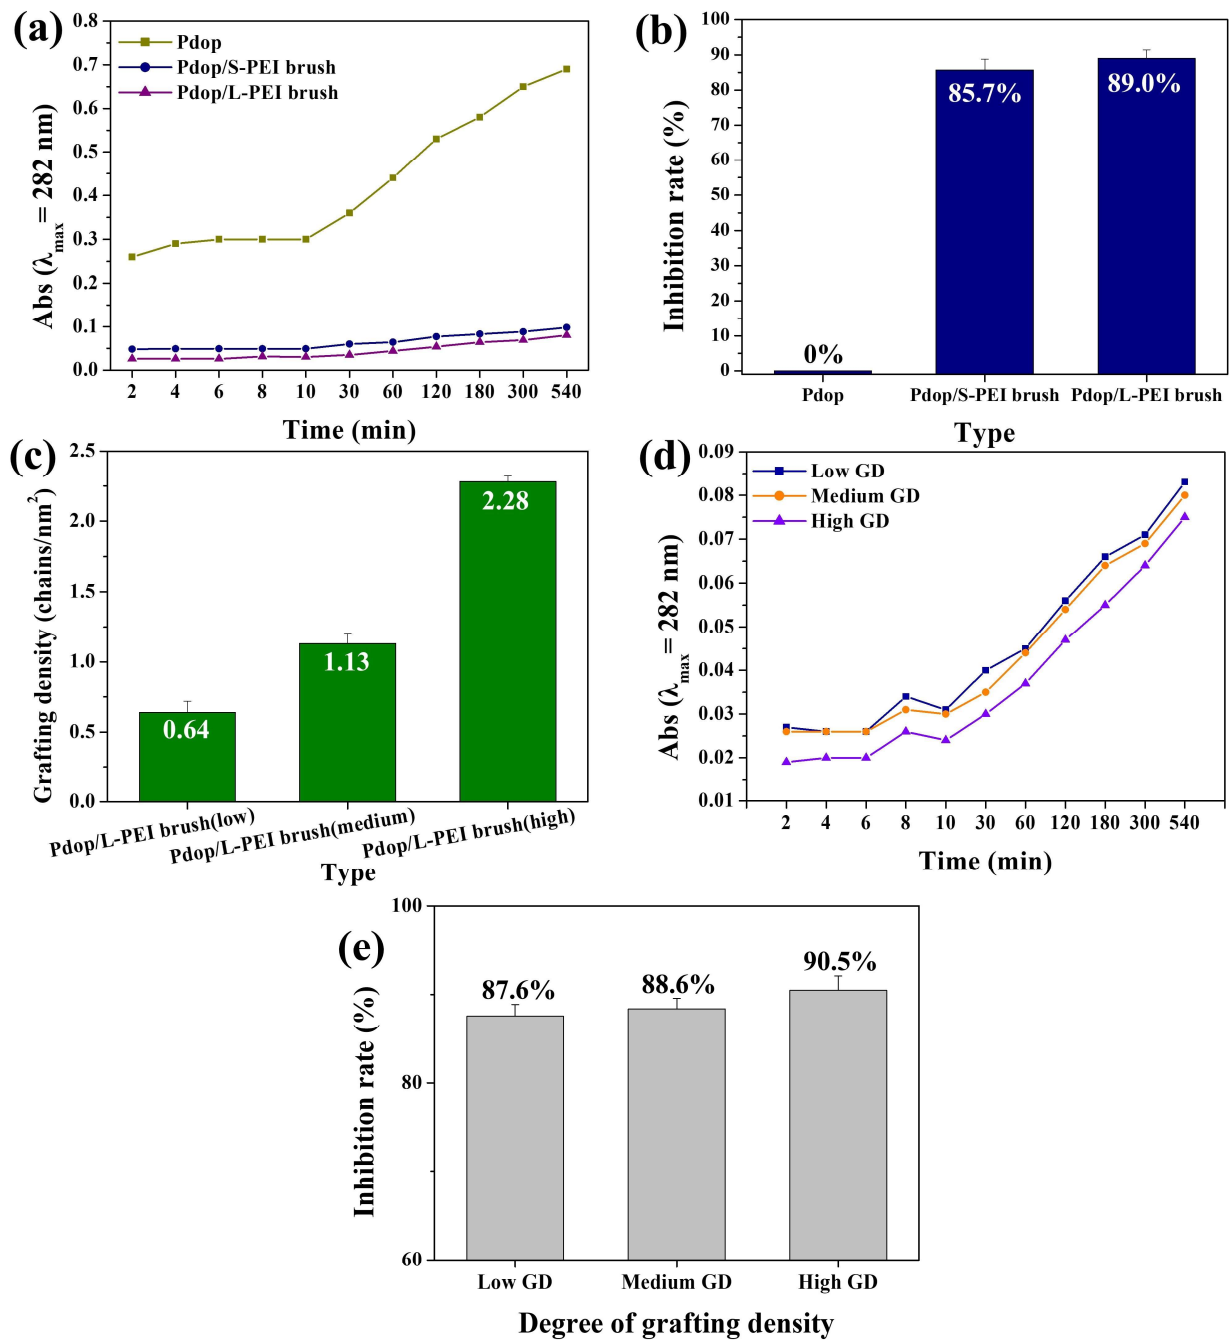 (a)
Pdop
Pdop/S-PEI brush
Pdop/L-PEI brush
Abs (λmax = 282 nm)
0.8
0.7
0.6
0.5
0.4
0.3
0.2
0.1
0.0
2 4 6 8 10 30 60 120 180 300 540
Time (min)
(b)
Inhibition rate (%)
100
90
80
70
60
50
40
30
20
10
0
0%
85.7%
89.0%
Pdop Pdop/S-PEI brush Pdop/L-PEI brush
Type
(c)
Grafting density (chains/nm²)
2.5
2.0
1.5
1.0
0.5
0.0
0.64
1.13
2.28
Pdop/L-PEI brush(low)
Pdop/L-PEI brush(medium)
Pdop/L-PEI brush(high)
Type
(d)
Low GD
Medium GD
High GD
Abs (λmax = 282 nm)
0.09
0.08
0.07
0.06
0.05
0.04
0.03
0.02
0.01
2 4 6 8 10 30 60 120 180 300 540
Time (min)
(e)
Inhibition rate (%)
100
80
60
87.6%
88.6%
90.5%
Low GD Medium GD High GD
Degree of grafting density